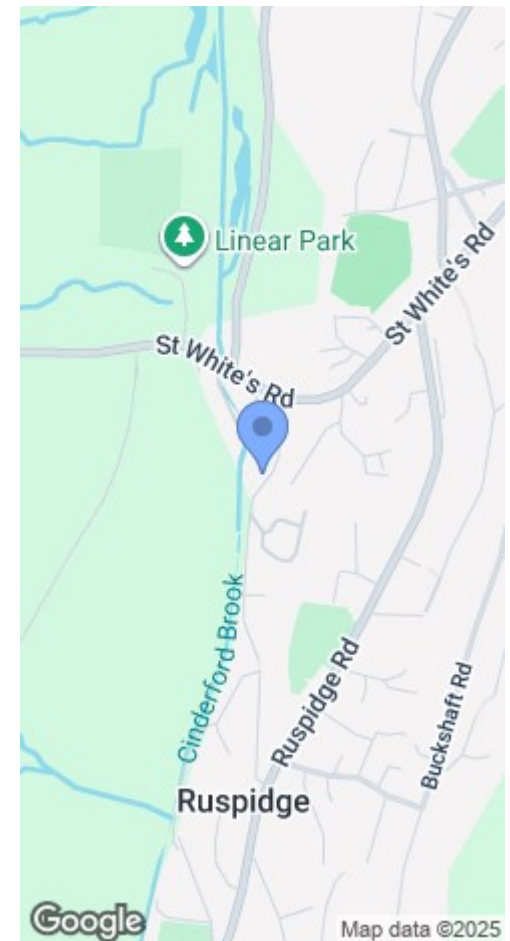 Linear Park
St White's Rd
St White's Rd
Cinderford Brook
Ruspidge Rd
Buckshaft Rd
Ruspidge
Google
Map data ©2025